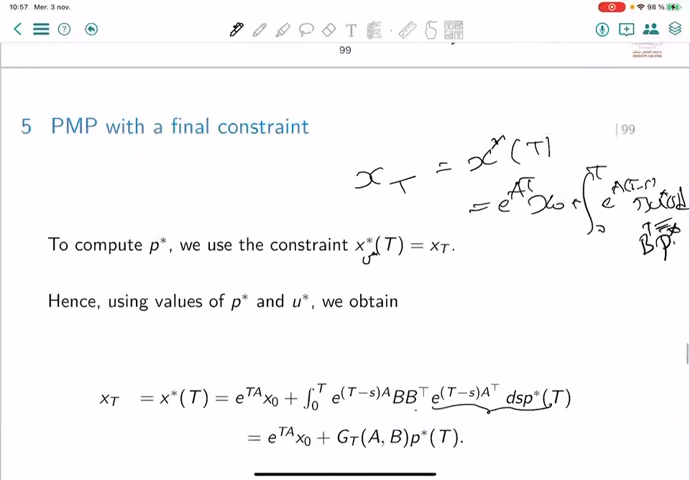 10:57 Mer. 3 nov.
98 %
99
5 PMP with a final constraint
| 99
x_T = x*(T)
= e^{AT} x_0 + ∫_0^T e^{A(T-s)}
B^⊤ p*
To compute p*, we use the constraint x*(T) = x_T.
Hence, using values of p* and u*, we obtain
x_T = x*(T) = e^{TA}x_0 + ∫_0^T e^{(T−s)A}BB^⊤ e^{(T−s)A^⊤} dsp*(T)
= e^{TA}x_0 + G_T(A, B)p*(T).